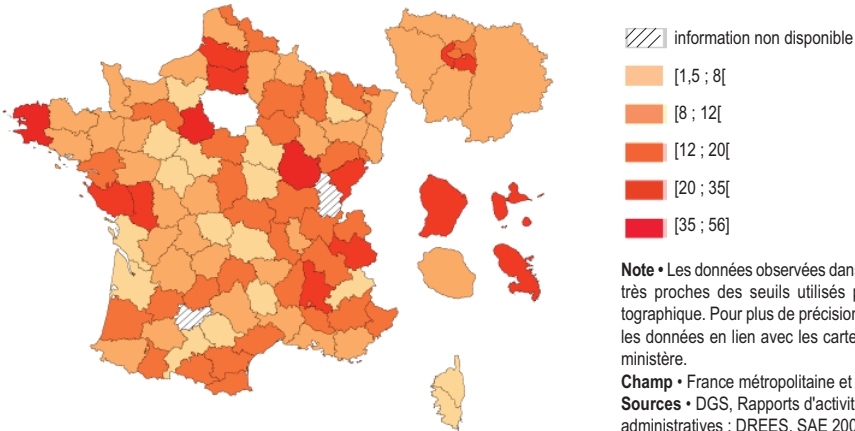 information non disponible
[1,5 ; 8[
[8 ; 12[
[12 ; 20[
[20 ; 35[
[35 ; 56]
Note • Les données observées dan
très proches des seuils utilisés p
tographique. Pour plus de précision
les données en lien avec les carte
ministère.
Champ • France métropolitaine et
Sources • DGS, Rapports d'activit
administratives ; DREES, SAE 200